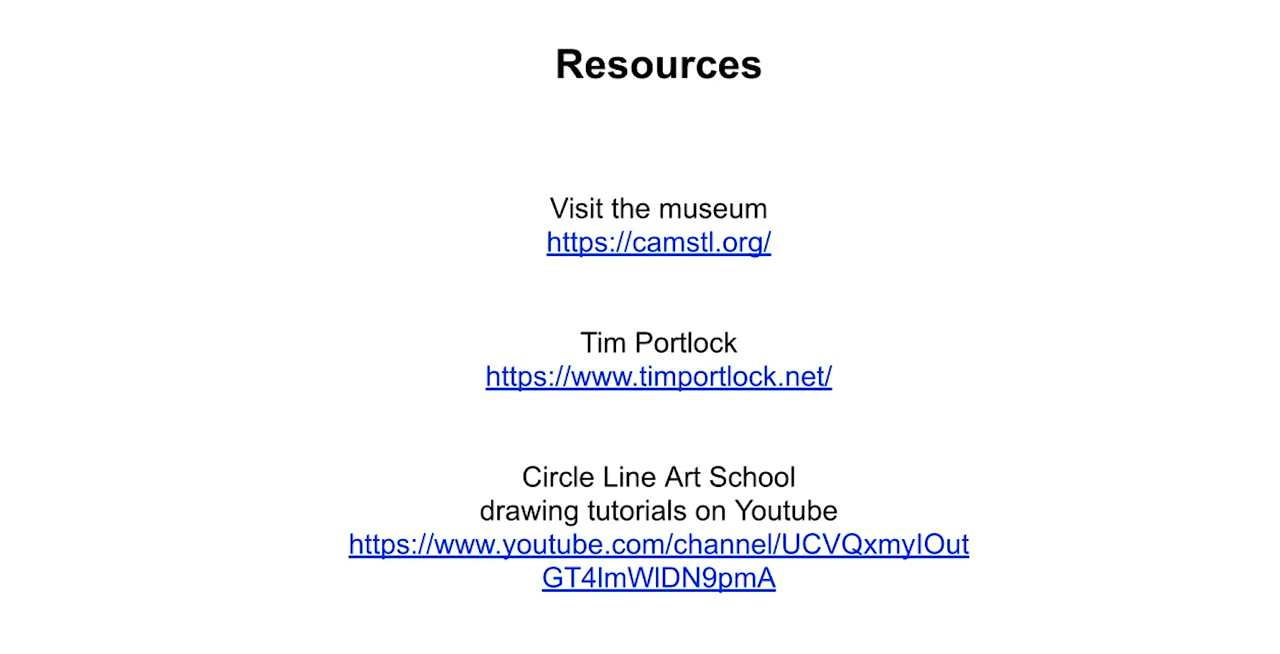 Resources
Visit the museum
https://camstl.org/
Tim Portlock
https://www.timportlock.net/
Circle Line Art School
drawing tutorials on Youtube
https://www.youtube.com/channel/UCVQxmyIOut
GT4lmWlDN9pmA